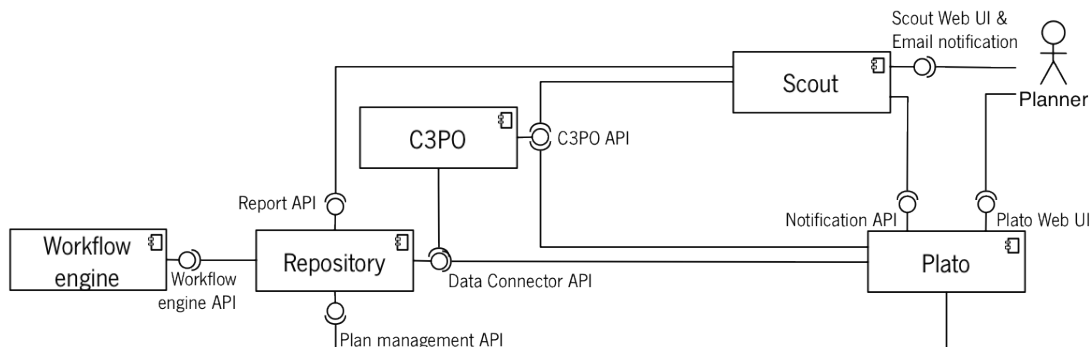 Scout Web UI &
Email notification
Scout
Planner
C3PO
C3PO API
Report API
Notification API
Plato Web UI
Workflow
engine
Workflow
engine API
Repository
Data Connector API
Plato
Plan management API